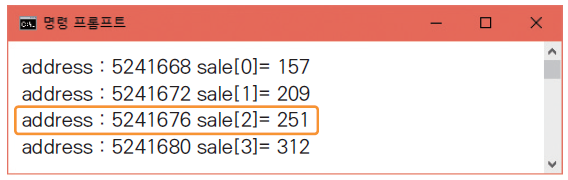 명령 프롬프트
address : 5241668 sale[0]= 157
address : 5241672 sale[1]= 209
address : 5241676 sale[2]= 251
address : 5241680 sale[3]= 312